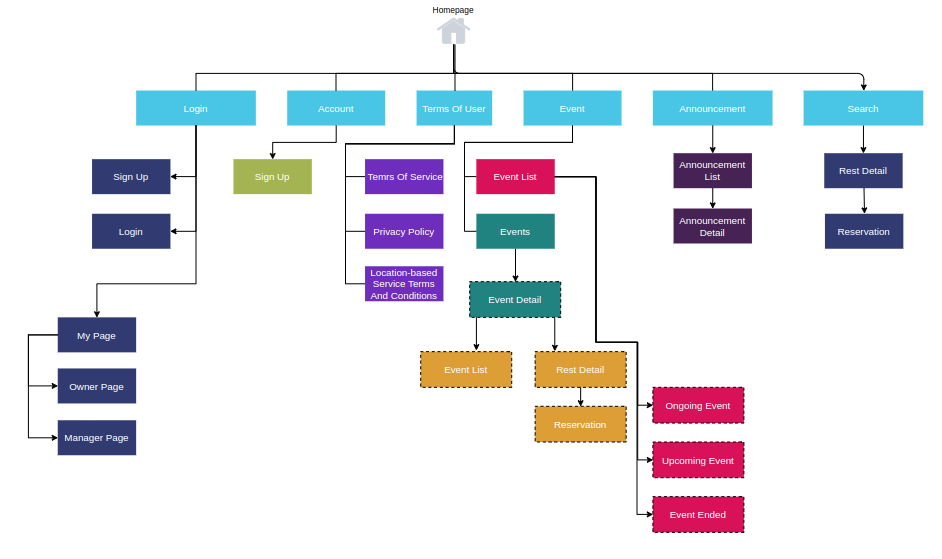 Homepage
Login
Account
Terms Of User
Event
Announcement
Search
Sign Up
Sign Up
Temrs Of Service
Event List
Announcement
List
Rest Detail
Login
Privacy Policy
Events
Announcement
Detail
Reservation
Location-based
Service Terms
And Conditions
Event Detail
My Page
Event List
Rest Detail
Owner Page
Ongoing Event
Reservation
Manager Page
Upcoming Event
Event Ended